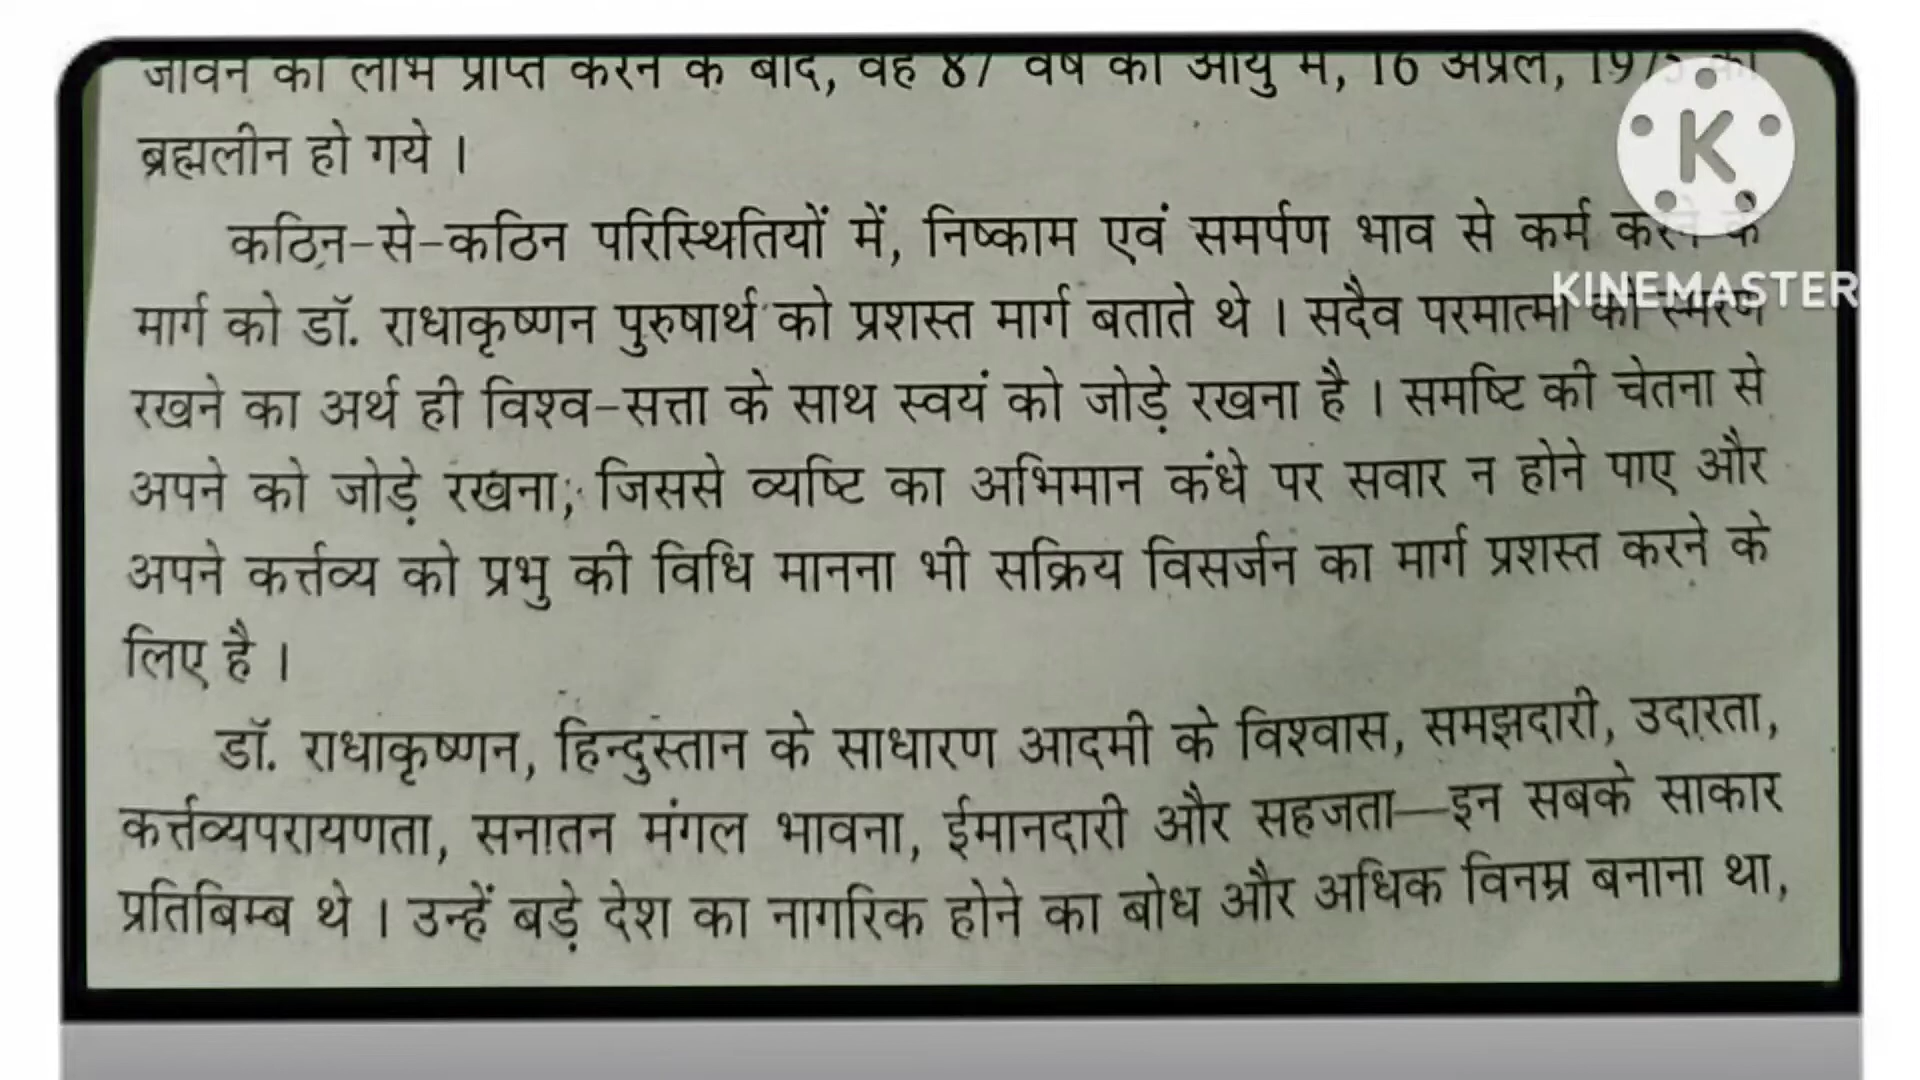 जीवन का लाभ प्राप्त करने के बाद, वह 87 वर्ष की आयु में, 16 अप्रैल, 1975 को
ब्रह्मलीन हो गये ।
कठिन-से-कठिन परिस्थितियों में, निष्काम एवं समर्पण भाव से कर्म करने के
मार्ग को डॉ. राधाकृष्णन पुरुषार्थ को प्रशस्त मार्ग बताते थे । सदैव परमात्मा को स्मरण
रखने का अर्थ ही विश्व-सत्ता के साथ स्वयं को जोड़े रखना है । समष्टि की चेतना से
अपने को जोड़े रखना; जिससे व्यष्टि का अभिमान कंधे पर सवार न होने पाए और
अपने कर्त्तव्य को प्रभु की विधि मानना भी सक्रिय विसर्जन का मार्ग प्रशस्त करने के
लिए है ।
डॉ. राधाकृष्णन, हिन्दुस्तान के साधारण आदमी के विश्वास, समझदारी, उदारता,
कर्त्तव्यपरायणता, सनातन मंगल भावना, ईमानदारी और सहजता—इन सबके साकार
प्रतिबिम्ब थे । उन्हें बड़े देश का नागरिक होने का बोध और अधिक विनम्र बनाना था,
K
KINEMASTER